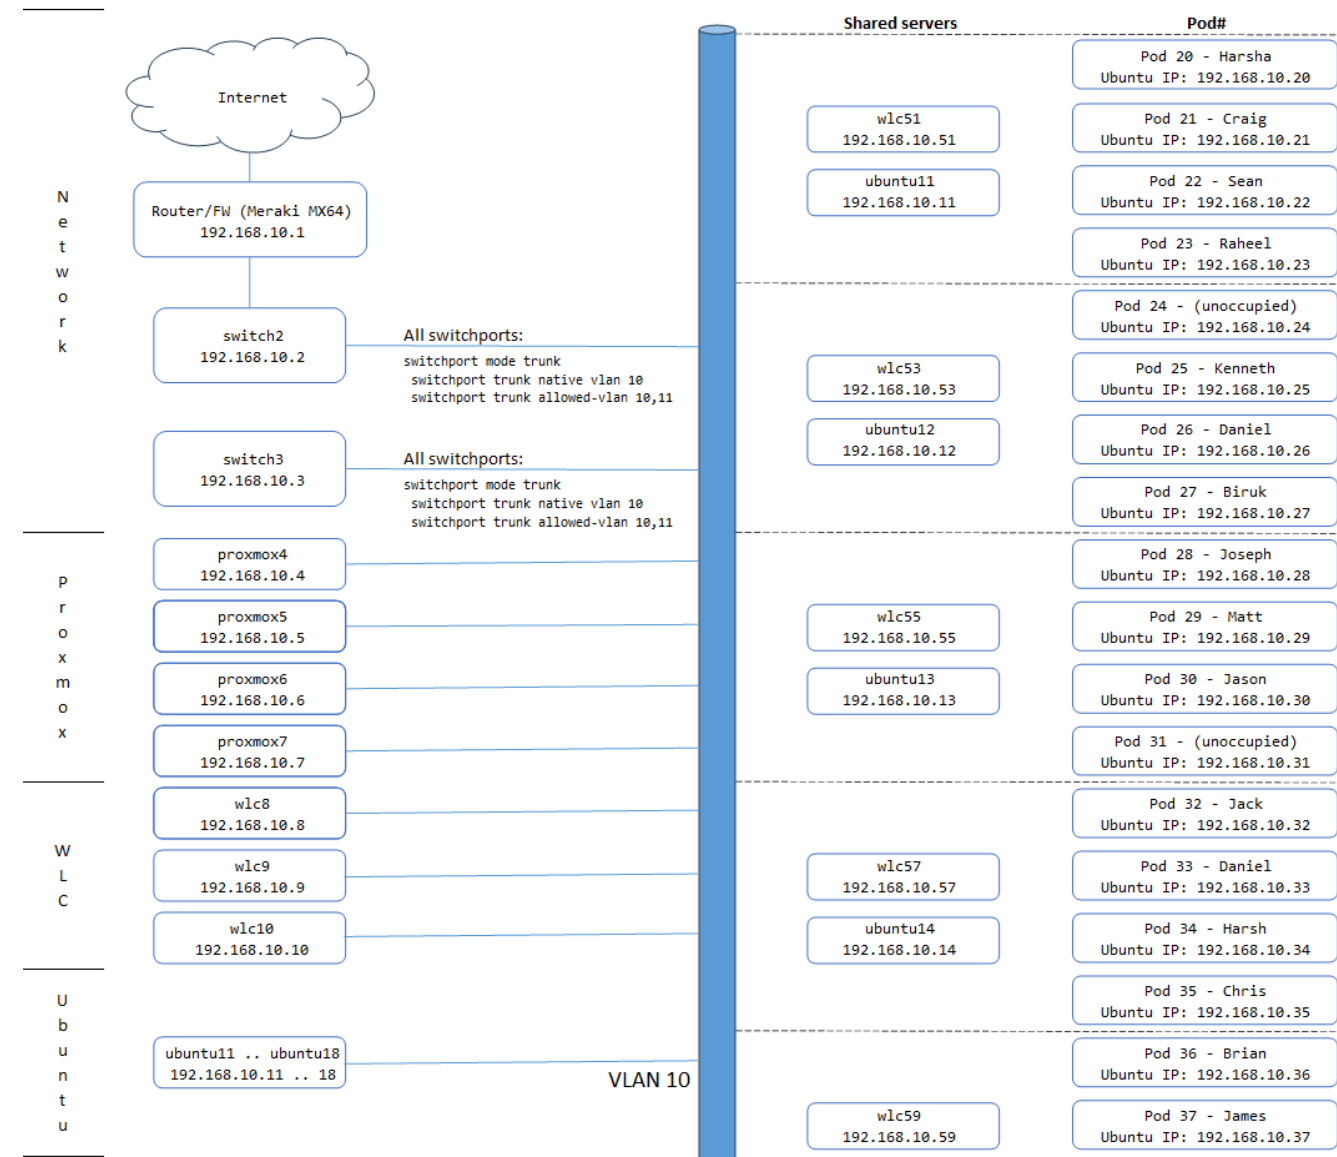 Shared servers
Pod#
Internet
Router/FW (Meraki MX64)
192.168.10.1
switch2
192.168.10.2
All switchports:
switchport mode trunk
switchport trunk native vlan 10
switchport trunk allowed-vlan 10,11
switch3
192.168.10.3
All switchports:
switchport mode trunk
switchport trunk native vlan 10
switchport trunk allowed-vlan 10,11
Network
proxmox4
192.168.10.4
proxmox5
192.168.10.5
proxmox6
192.168.10.6
proxmox7
192.168.10.7
Proxmox
wlc8
192.168.10.8
wlc9
192.168.10.9
wlc10
192.168.10.10
WLC
ubuntu11 .. ubuntu18
192.168.10.11 .. 18
Ubuntu
VLAN 10
wlc51
192.168.10.51
ubuntu11
192.168.10.11
Pod 20 - Harsha
Ubuntu IP: 192.168.10.20
Pod 21 - Craig
Ubuntu IP: 192.168.10.21
Pod 22 - Sean
Ubuntu IP: 192.168.10.22
Pod 23 - Raheel
Ubuntu IP: 192.168.10.23
wlc53
192.168.10.53
ubuntu12
192.168.10.12
Pod 24 - (unoccupied)
Ubuntu IP: 192.168.10.24
Pod 25 - Kenneth
Ubuntu IP: 192.168.10.25
Pod 26 - Daniel
Ubuntu IP: 192.168.10.26
Pod 27 - Biruk
Ubuntu IP: 192.168.10.27
wlc55
192.168.10.55
ubuntu13
192.168.10.13
Pod 28 - Joseph
Ubuntu IP: 192.168.10.28
Pod 29 - Matt
Ubuntu IP: 192.168.10.29
Pod 30 - Jason
Ubuntu IP: 192.168.10.30
Pod 31 - (unoccupied)
Ubuntu IP: 192.168.10.31
wlc57
192.168.10.57
ubuntu14
192.168.10.14
Pod 32 - Jack
Ubuntu IP: 192.168.10.32
Pod 33 - Daniel
Ubuntu IP: 192.168.10.33
Pod 34 - Harsh
Ubuntu IP: 192.168.10.34
Pod 35 - Chris
Ubuntu IP: 192.168.10.35
wlc59
192.168.10.59
Pod 36 - Brian
Ubuntu IP: 192.168.10.36
Pod 37 - James
Ubuntu IP: 192.168.10.37